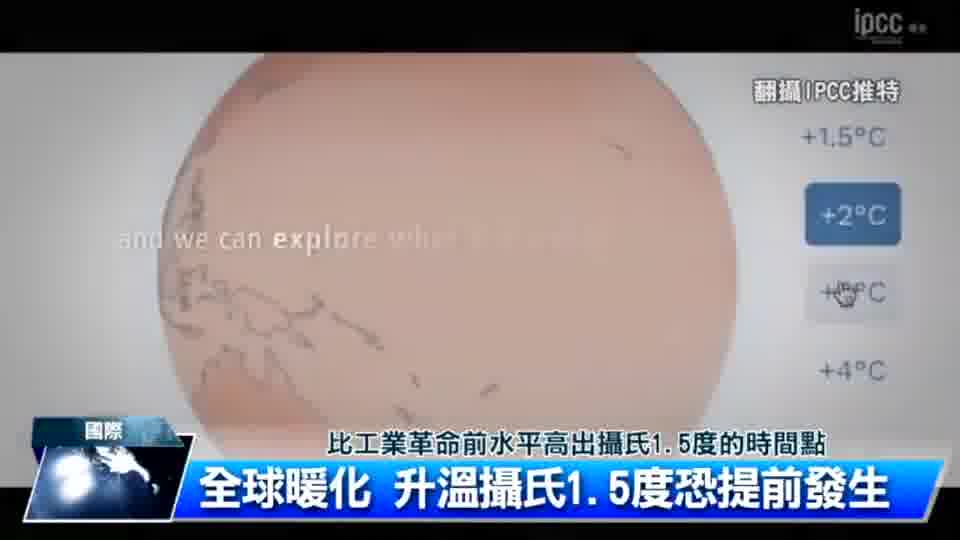 ipcc
翻攝IPCC推特
+1.5°C
+2°C
and we can explore what
+4°C
國際
比工業革命前水平高出攝氏1.5度的時間點
全球暖化 升溫攝氏1.5度恐提前發生